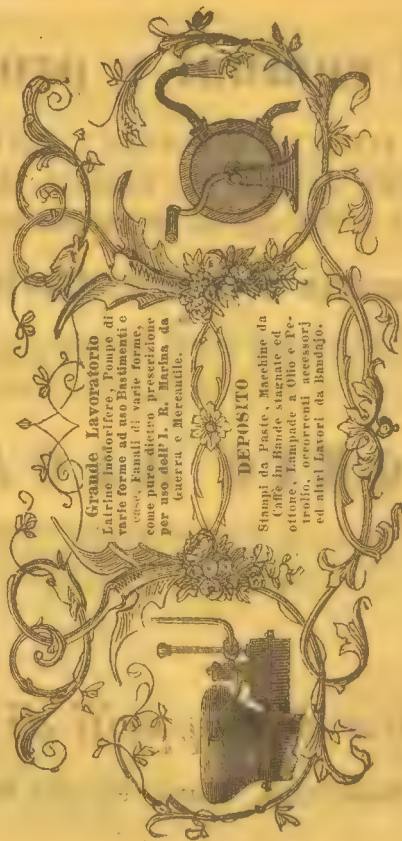 Grande Lavoratorio
Latrine inodorifere, Pompe di
varie forme ad uso Bastimenti e
case, Fanali di varie forme,
come pure dietro prescrizione
per uso dell' I. R. Marina da
Guerra e Mercantile.
DEPOSITO
Stampi da Paste, Macchine da
Caffè in Bande stagnate ed
ottone, Lampade a Olio e Pe-
trolio, occorrenti accessorj
ed altri Lavori da Bandajo.